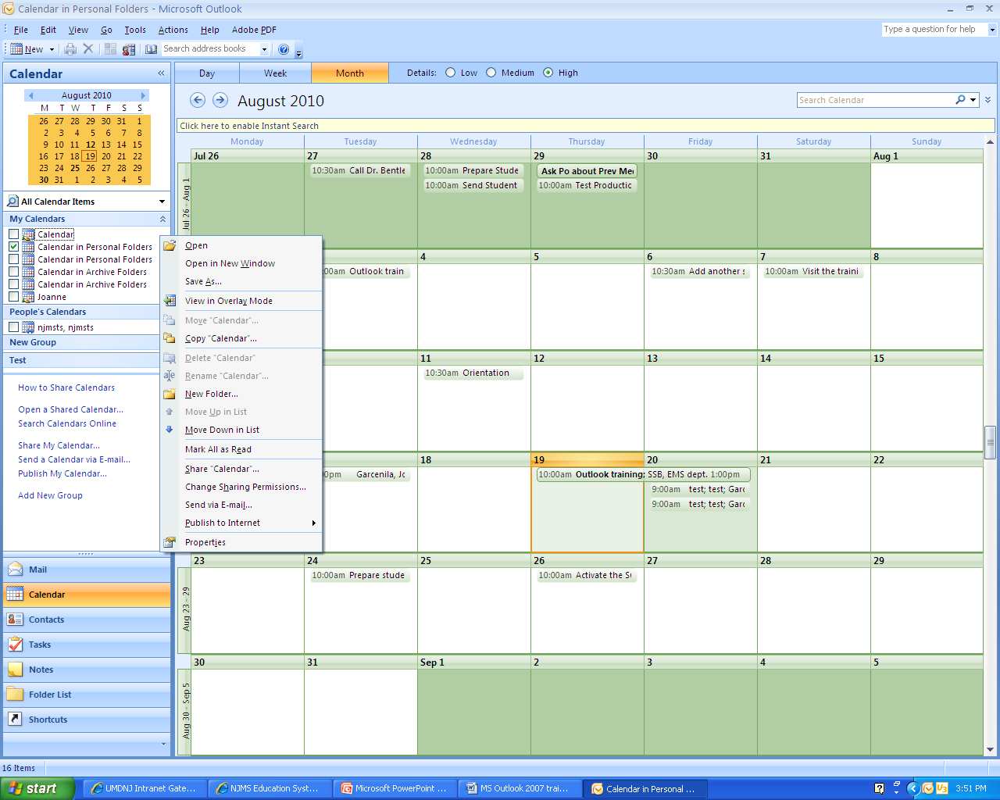 Calendar in Personal Folders - Microsoft Outlook
File Edit View Go Tools Actions Help Adobe PDF
Type a question for help
New
Search address books
Calendar
Day Week Month Details: Low Medium High
August 2010
M T W T F S S
26 27 28 29 30 31 1
2 3 4 5 6 7 8
9 10 11 12 13 14 15
16 17 18 19 20 21 22
23 24 25 26 27 28 29
30 31 1 2 3 4 5
All Calendar Items
My Calendars
Calendar
Calendar in Personal Folders
Calendar in Personal Folders
Calendar in Archive Folders
Calendar in Archive Folders
Joanne
People's Calendars
njmsts, njmsts
New Group
Test
How to Share Calendars
Open a Shared Calendar...
Search Calendars Online
Share My Calendar...
Send a Calendar via E-mail...
Publish My Calendar...
Add New Group
Mail
Calendar
Contacts
Tasks
Notes
Folder List
Shortcuts
Open
Open in New Window
Save As...
View in Overlay Mode
Move "Calendar"...
Copy "Calendar"...
Delete "Calendar"
Rename "Calendar"...
New Folder...
Move Up in List
Move Down in List
Mark All as Read
Share "Calendar"...
Change Sharing Permissions...
Send via E-mail...
Publish to Internet
Properties
August 2010
Search Calendar
Click here to enable Instant Search
Monday Tuesday Wednesday Thursday Friday Saturday Sunday
Jul 26 - Aug 1
Jul 26 27 28 29 30 31 Aug 1
10:30am Call Dr. Bentle
10:00am Prepare Stude
10:00am Send Student
Ask Po about Prev Me
10:00am Test Productic
4 5 6 7 8
00am Outlook train
10:30am Add another s
10:00am Visit the traini
11 12 13 14 15
10:30am Orientation
18 19 20 21 22
0pm Garcenila, Jc
10:00am Outlook training; SSB, EMS dept. 1:00pm
9:00am test; test; Garc
9:00am test; test; Garc
Aug 23 - 29
23 24 25 26 27 28 29
10:00am Prepare stude
10:00am Activate the Su
Aug 30 - Sep 5
30 31 Sep 1 2 3 4 5
16 Items
start
UMDNJ Intranet Gate...
NJMS Education Syst...
Microsoft PowerPoint ...
MS Outlook 2007 trai...
Calendar in Personal ...
3:51 PM